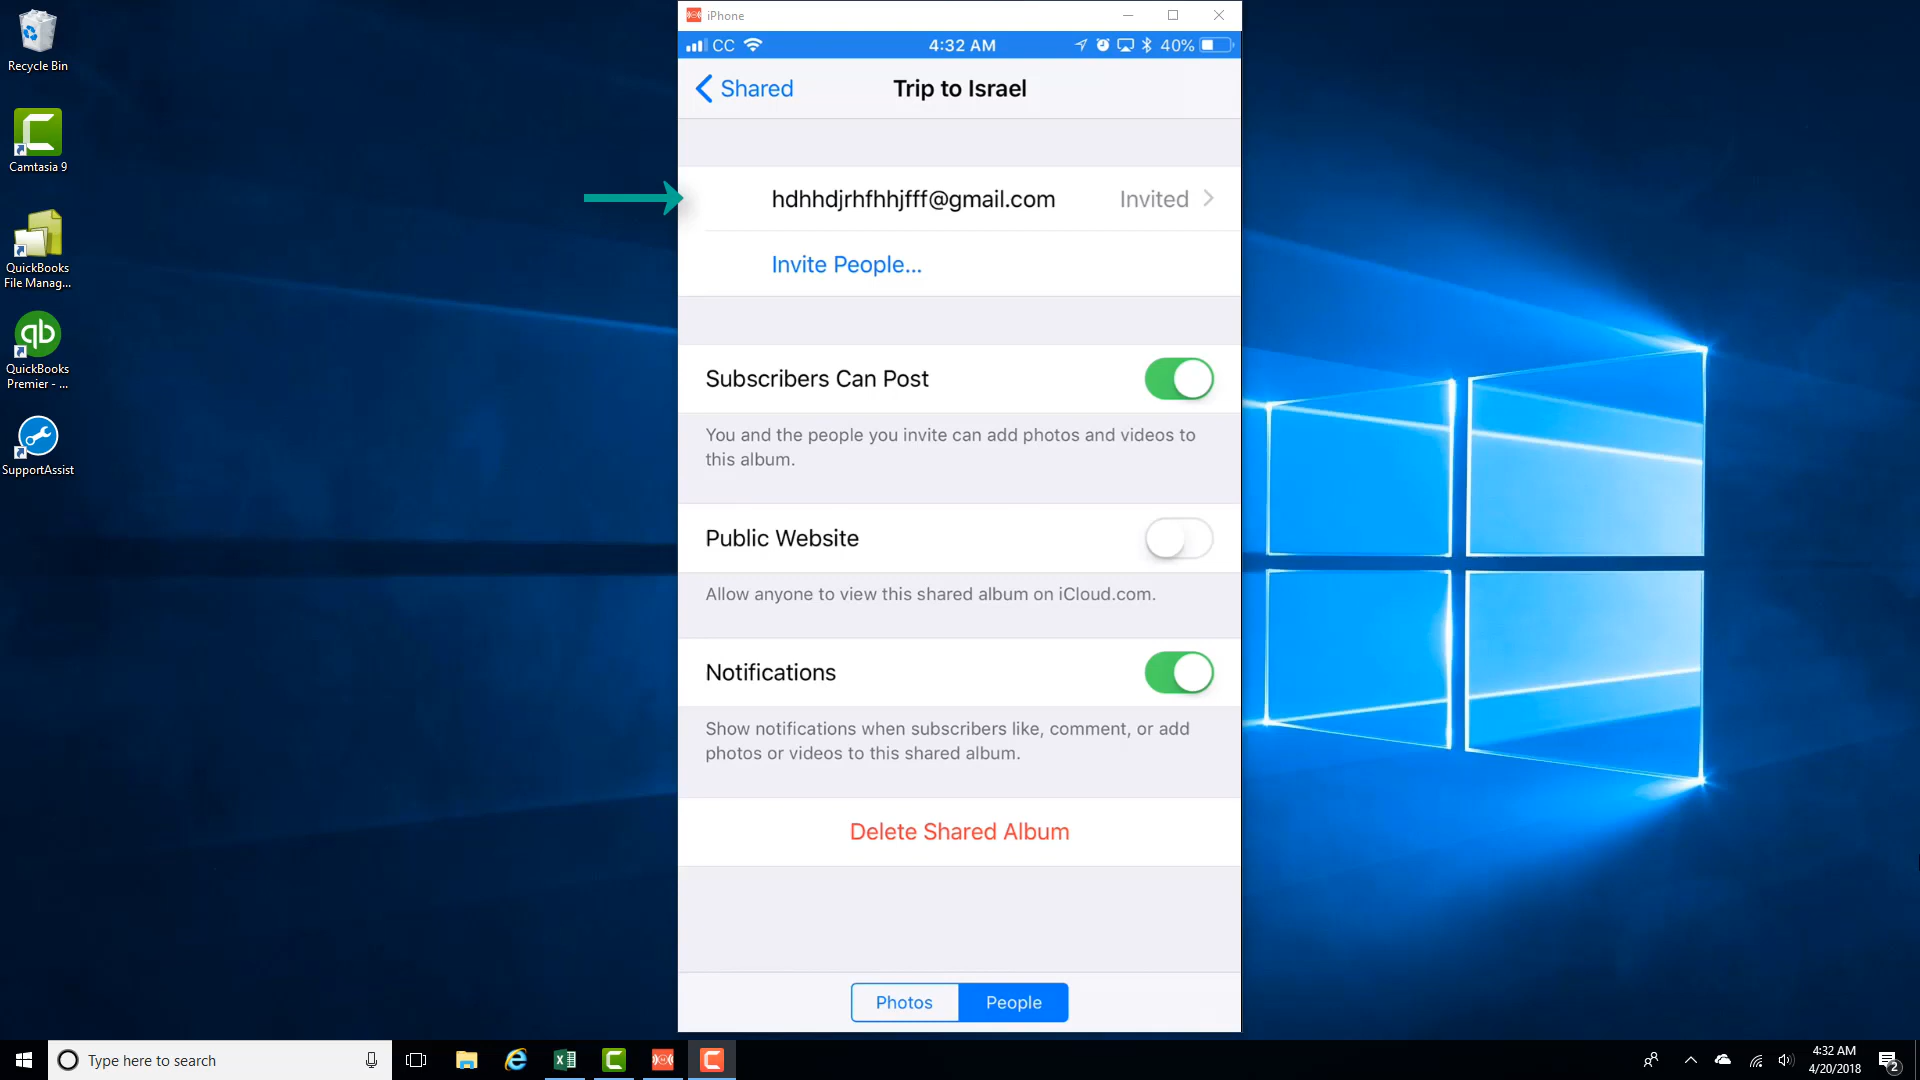 Recycle Bin
Camtasia 9
QuickBooks
File Manag...
qb
QuickBooks
Premier - ...
SupportAssist
iPhone
CC
4:32 AM
40%
Shared
Trip to Israel
hdhhdjrhfhhjfff@gmail.com
Invited
Invite People...
Subscribers Can Post
You and the people you invite can add photos and videos to
this album.
Public Website
Allow anyone to view this shared album on iCloud.com.
Notifications
Show notifications when subscribers like, comment, or add
photos or videos to this shared album.
Delete Shared Album
Photos
People
Type here to search
4:32 AM
4/20/2018
2